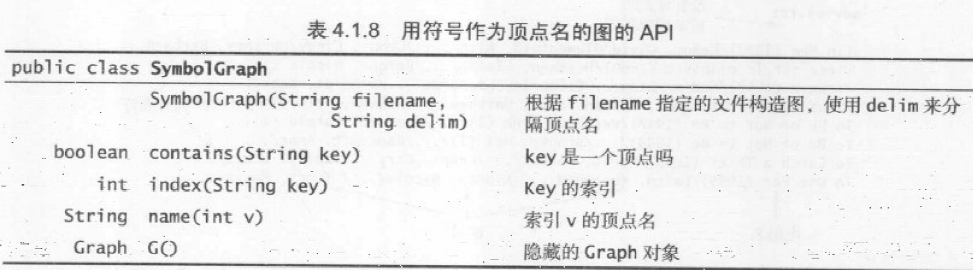 表 4.1.8 用符号作为顶点名的图的 API
public class SymbolGraph
SymbolGraph(String filename, 根据 filename 指定的文件构造图，使用 delim 来分
String delim) 隔顶点名
boolean contains(String key) key 是一个顶点吗
int index(String key) Key 的索引
String name(int v) 索引 v 的顶点名
Graph G() 隐藏的 Graph 对象